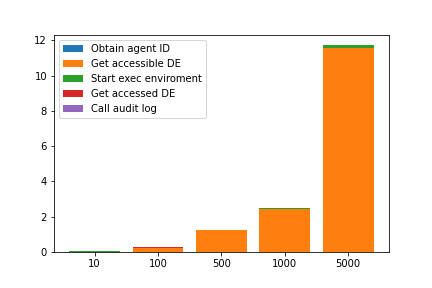 12
10
8
6
4
2
0
Obtain agent ID
Get accessible DE
Start exec enviroment
Get accessed DE
Call audit log
10 100 500 1000 5000